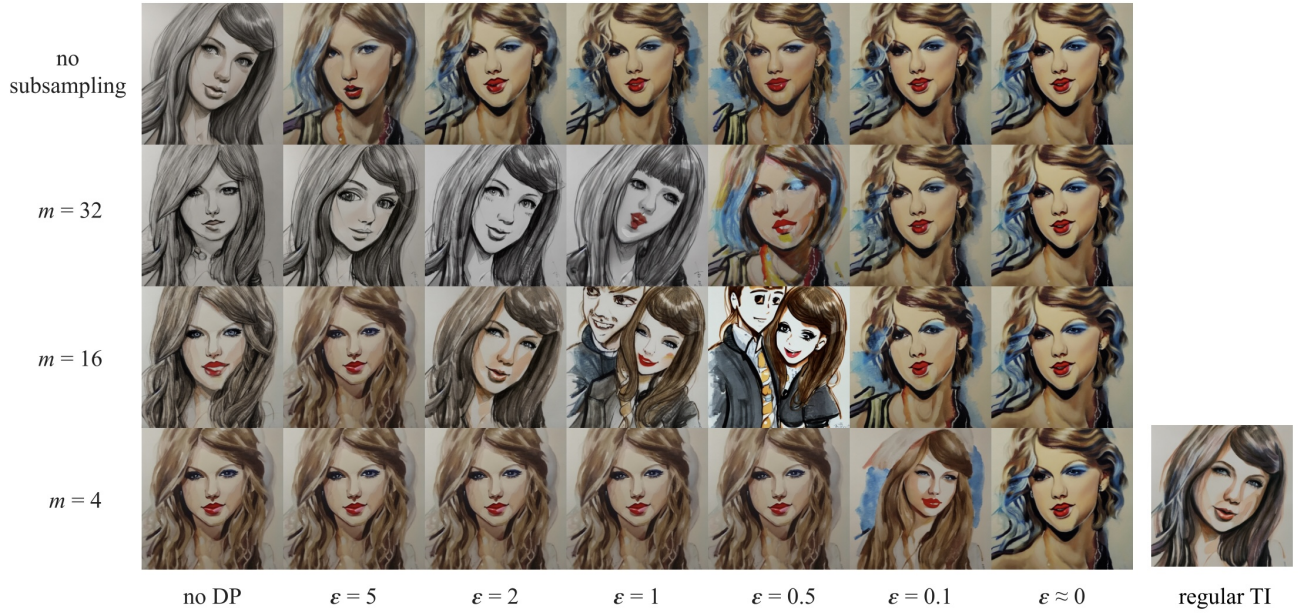 no
subsampling
m = 32
m = 16
m = 4
no DP
ε = 5
ε = 2
ε = 1
ε = 0.5
ε = 0.1
ε ≈ 0
regular TI